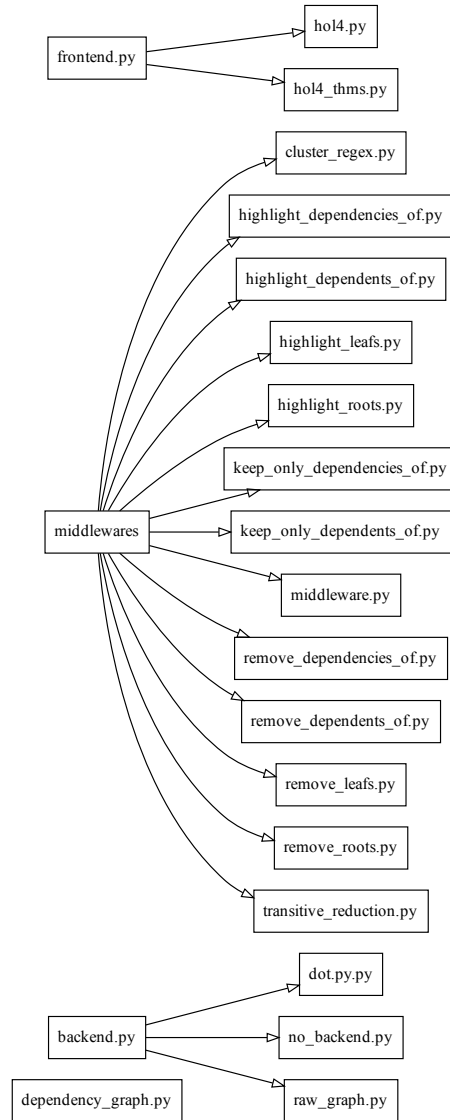 hol4.py
frontend.py
hol4_thms.py
cluster_regex.py
highlight_dependencies_of.py
highlight_dependents_of.py
highlight_leafs.py
highlight_roots.py
keep_only_dependencies_of.py
middlewares
keep_only_dependents_of.py
middleware.py
remove_dependencies_of.py
remove_dependents_of.py
remove_leafs.py
remove_roots.py
transitive_reduction.py
dot.py.py
backend.py
no_backend.py
dependency_graph.py
raw_graph.py